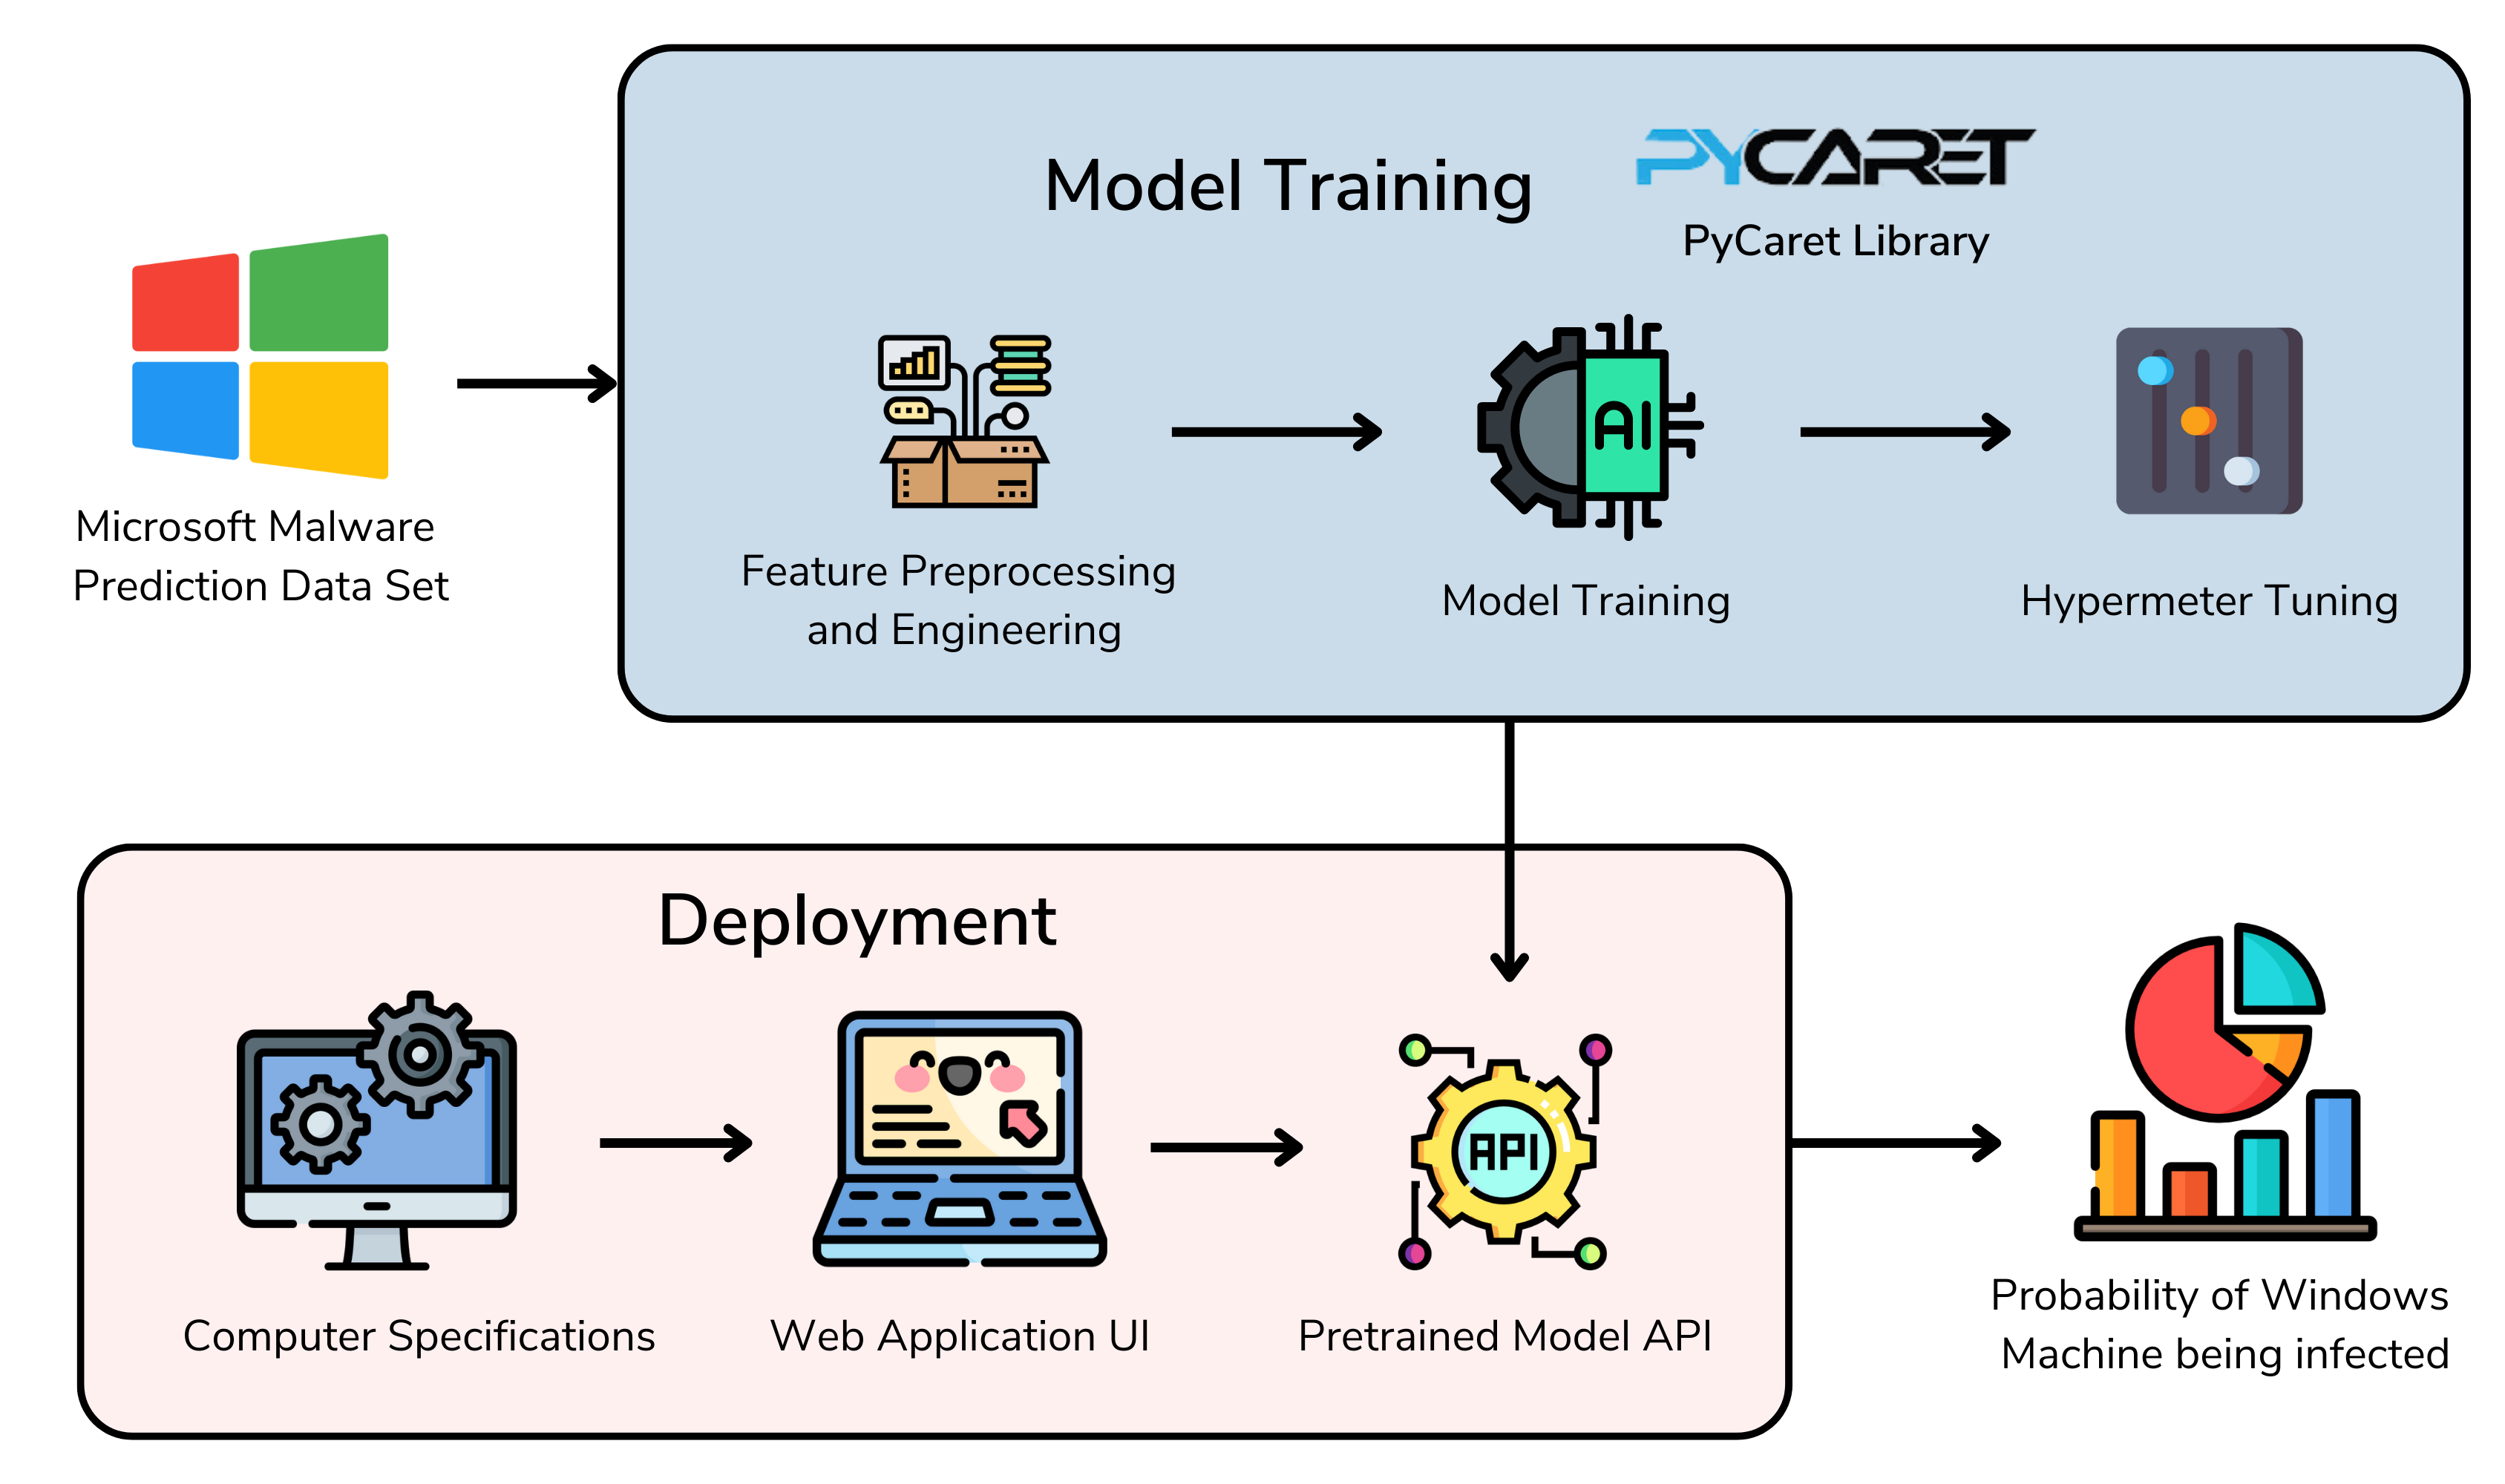 Model Training
PYCARET
PyCaret Library
Microsoft Malware
Prediction Data Set
AI
Feature Preprocessing
and Engineering
Model Training
Hypermeter Tuning
Deployment
API
Computer Specifications
Web Application UI
Pretrained Model API
Probability of Windows
Machine being infected